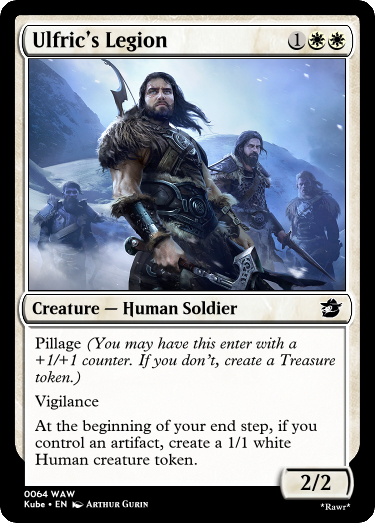 Ulfric's Legion 1
Creature — Human Soldier
Pillage (You may have this enter with a
+1/+1 counter. If you don't, create a Treasure
token.)
Vigilance
At the beginning of your end step, if you
control an artifact, create a 1/1 white
Human creature token.
2/2
0064 WAW
Kube • EN Arthur Gurin
*Rawr*